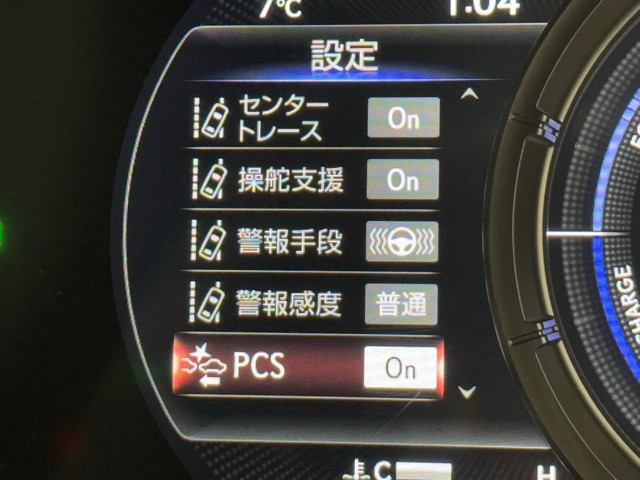 7℃
1:04
設定
センター
トレース
On
操舵支援
On
警報手段
警報感度
普通
PCS
On
CHARGE
C
H